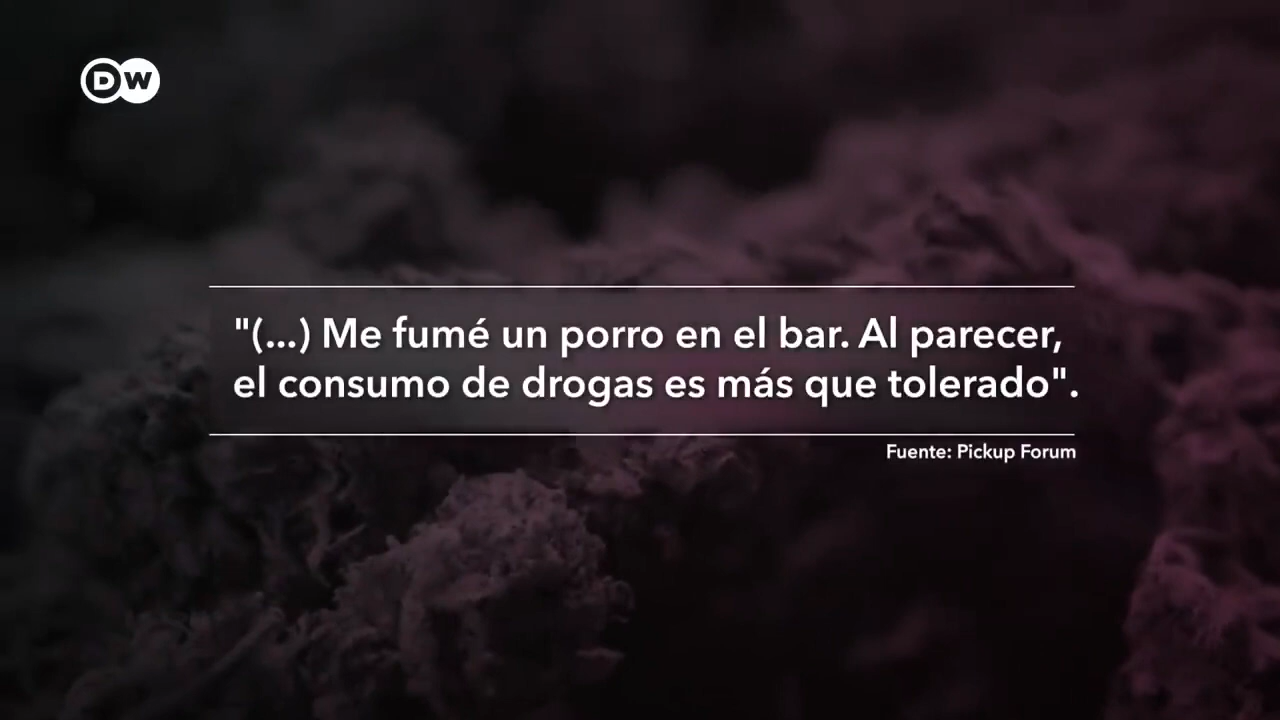 DW
"(...) Me fumé un porro en el bar. Al parecer,
el consumo de drogas es más que tolerado".
Fuente: Pickup Forum